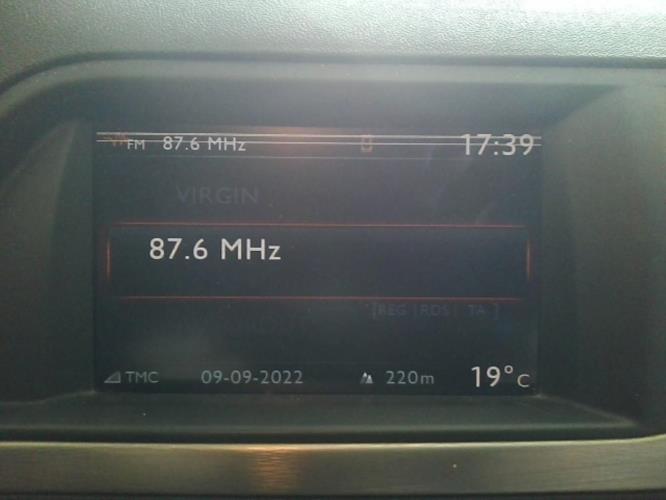 FM 87.6 MHz 17:39
VIRGIN
87.6 MHz
[REG |RDS| TA ]
TMC 09-09-2022 220m 19°C